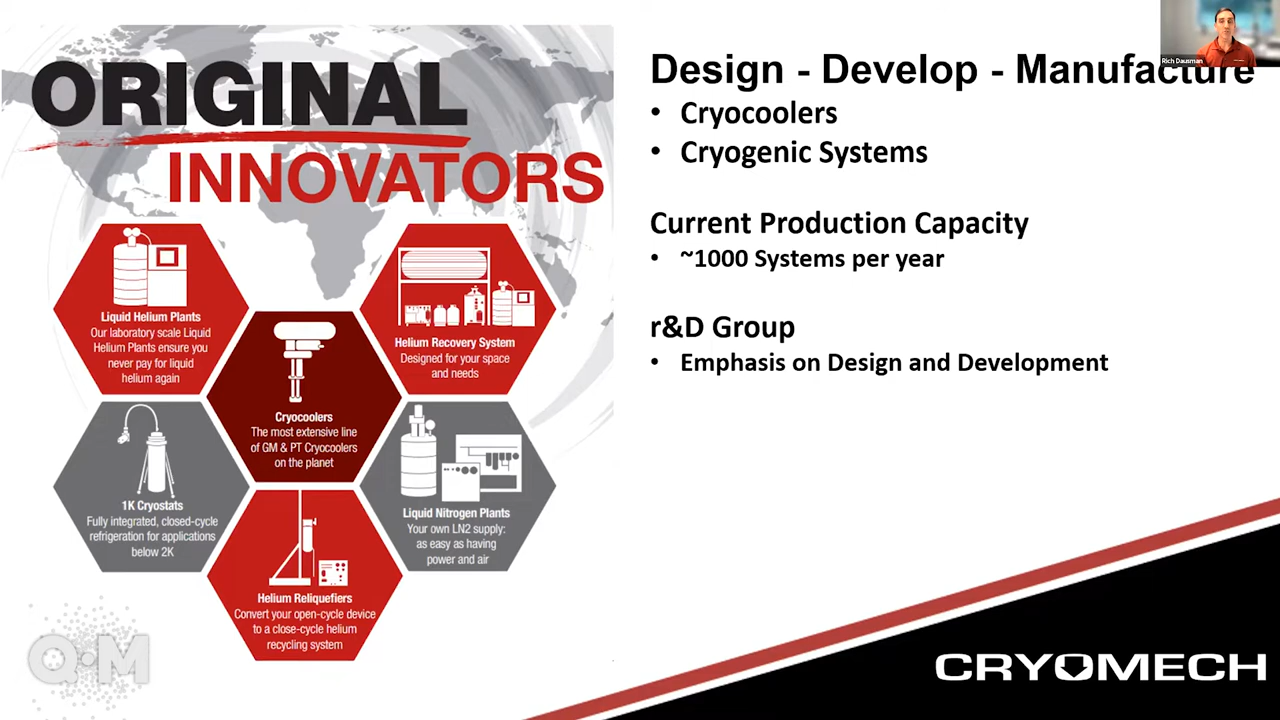 ORIGINAL
INNOVATORS
Liquid Helium Plants
Our laboratory scale Liquid
Helium Plants ensure you
never pay for liquid
helium again
Helium Recovery System
Designed for your space
and needs
Cryocoolers
The most extensive line
of GM & PT Cryocoolers
on the planet
1K Cryostats
Fully integrated, closed-cycle
refrigeration for applications
below 2K
Liquid Nitrogen Plants
Your own LN2 supply:
as easy as having
power and air
Helium Reliquefiers
Convert your open-cycle device
to a close-cycle helium
recycling system
Q·M
Rich Dausman
Design - Develop - Manufacture
• Cryocoolers
• Cryogenic Systems
Current Production Capacity
• ~1000 Systems per year
r&D Group
• Emphasis on Design and Development
CRYOMECH